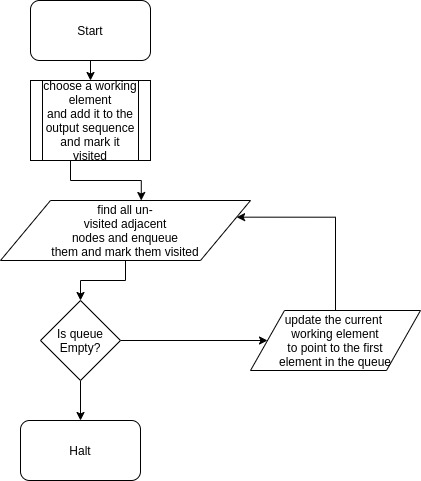 Start
choose a working
element
and add it to the
output sequence
and mark it
visited
find all un-
visited adjacent
nodes and enqueue
them and mark them visited
Is queue
Empty?
update the current
working element
to point to the first
element in the queue
Halt